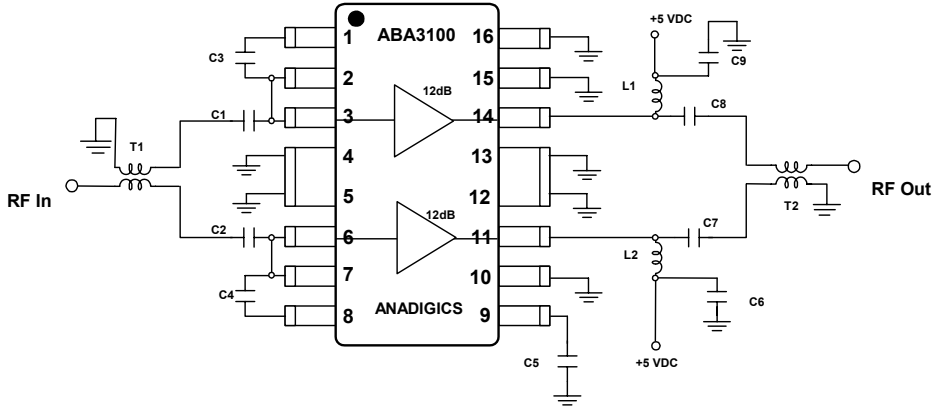 +5 VDC
ABA3100
C3
1
16
C9
2
15
L1
12dB
C1
3
14
C8
T1
4
13
RF In
5
12
RF Out
T2
12dB
C2
6
11
C7
L2
7
10
C4
C6
ANADIGICS
8
9
C5
+5 VDC